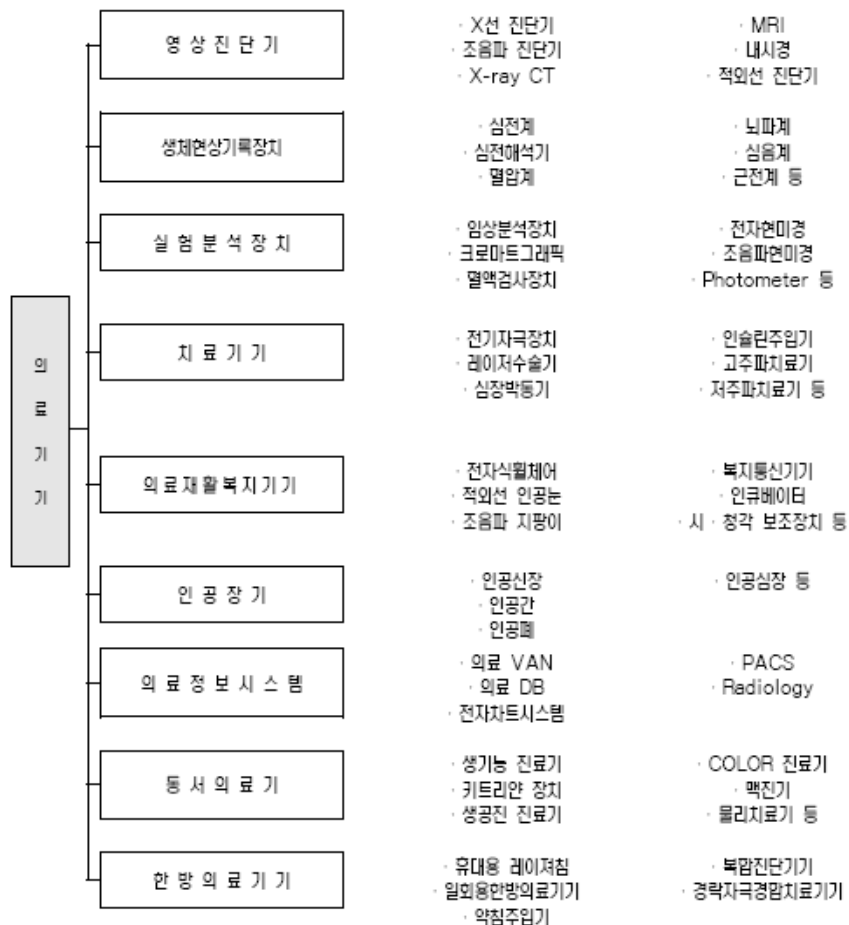 영상진단기
· X선 진단기 · MRI
· 초음파 진단기 · 내시경
· X-ray CT · 적외선 진단기
생체현상기록장치
· 심전계 · 뇌파계
· 심전해석기 · 심음계
· 혈압계 · 근전계 등
실험분석장치
· 임상분석장치 · 전자현미경
· 크로마트그래픽 · 초음파현미경
· 혈액검사장치 · Photometer 등
의료기기
치료기기
· 전기자극장치 · 인슐린주입기
· 레이저수술기 · 고주파치료기
· 심장박동기 · 저주파치료기 등
의료재활복지기기
· 전자식휠체어 · 복지통신기기
· 적외선 인공눈 · 인큐베이터
· 초음파 지팡이 · 시 · 청각 보조장치 등
인공장기
· 인공신장 · 인공심장 등
· 인공간
· 인공폐
의료정보시스템
· 의료 VAN · PACS
· 의료 DB · Radiology
· 전자차트시스템
동서의료기
· 생기능 진료기 · COLOR 진료기
· 키트리얀 장치 · 맥진기
· 생공진 진료기 · 물리치료기 등
한방의료기기
· 휴대용 레이져침 · 복합진단기기
· 일회용한방의료기기 · 경락자극경합치료기기
· 약침주입기